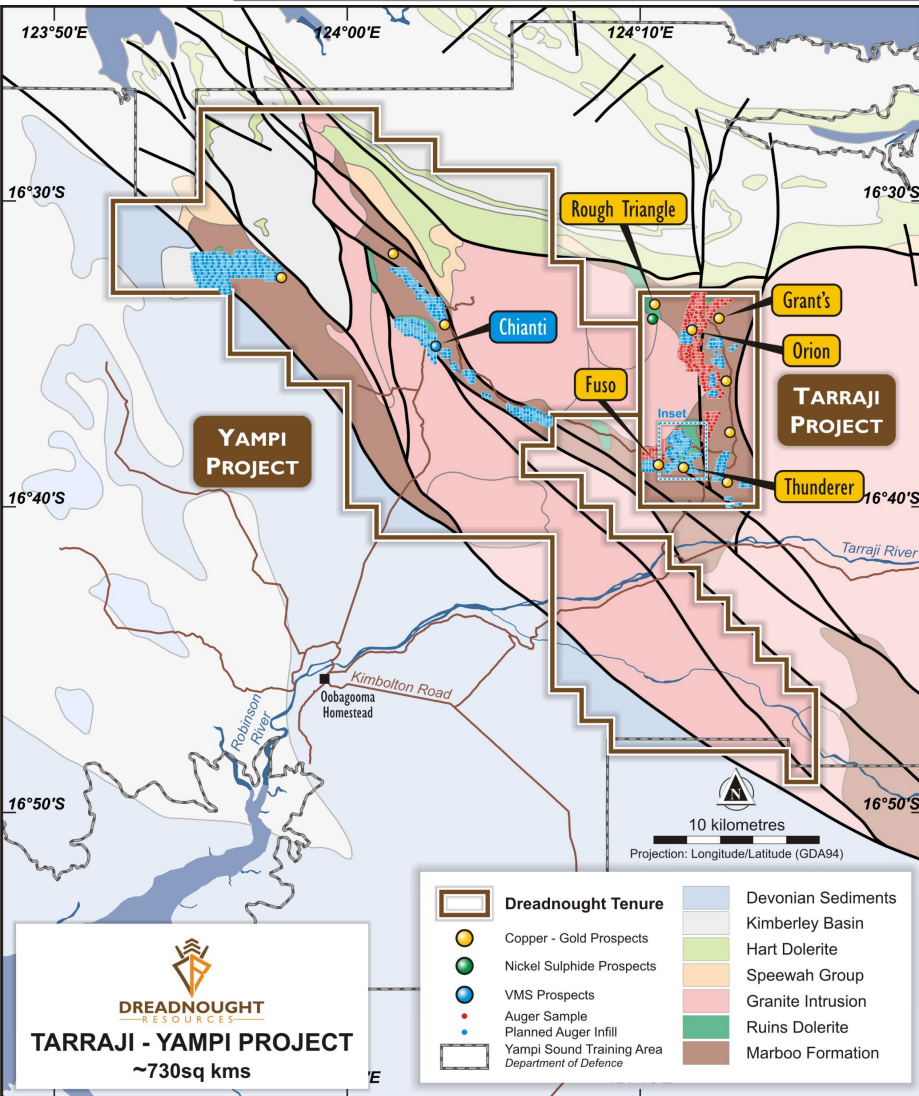 123°50'E
124°00'E
124°10'E
16°30'S
16°30'S
Rough Triangle
Grant's
Chianti
Orion
Fuso
TARRAJI
PROJECT
Inset
YAMPI
PROJECT
Thunderer
16°40'S
16°40'S
Tarraji River
Kimbolton Road
Oobagooma
Homestead
Robinson
River
16°50'S
16°50'S
N
10 kilometres
Projection: Longitude/Latitude (GDA94)
Dreadnought Tenure
Copper - Gold Prospects
Nickel Sulphide Prospects
VMS Prospects
Auger Sample
Planned Auger Infill
Yampi Sound Training Area
Department of Defence
Devonian Sediments
Kimberley Basin
Hart Dolerite
Speewah Group
Granite Intrusion
Ruins Dolerite
Marboo Formation
DREADNOUGHT
RESOURCES
TARRAJI - YAMPI PROJECT
~730sq kms